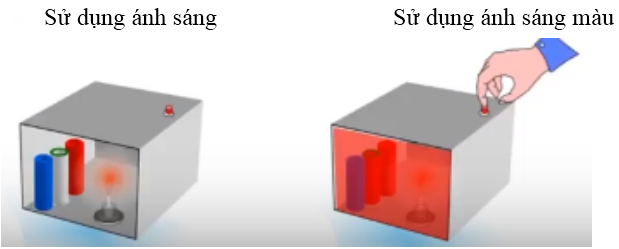 Sử dụng ánh sáng
Sử dụng ánh sáng màu